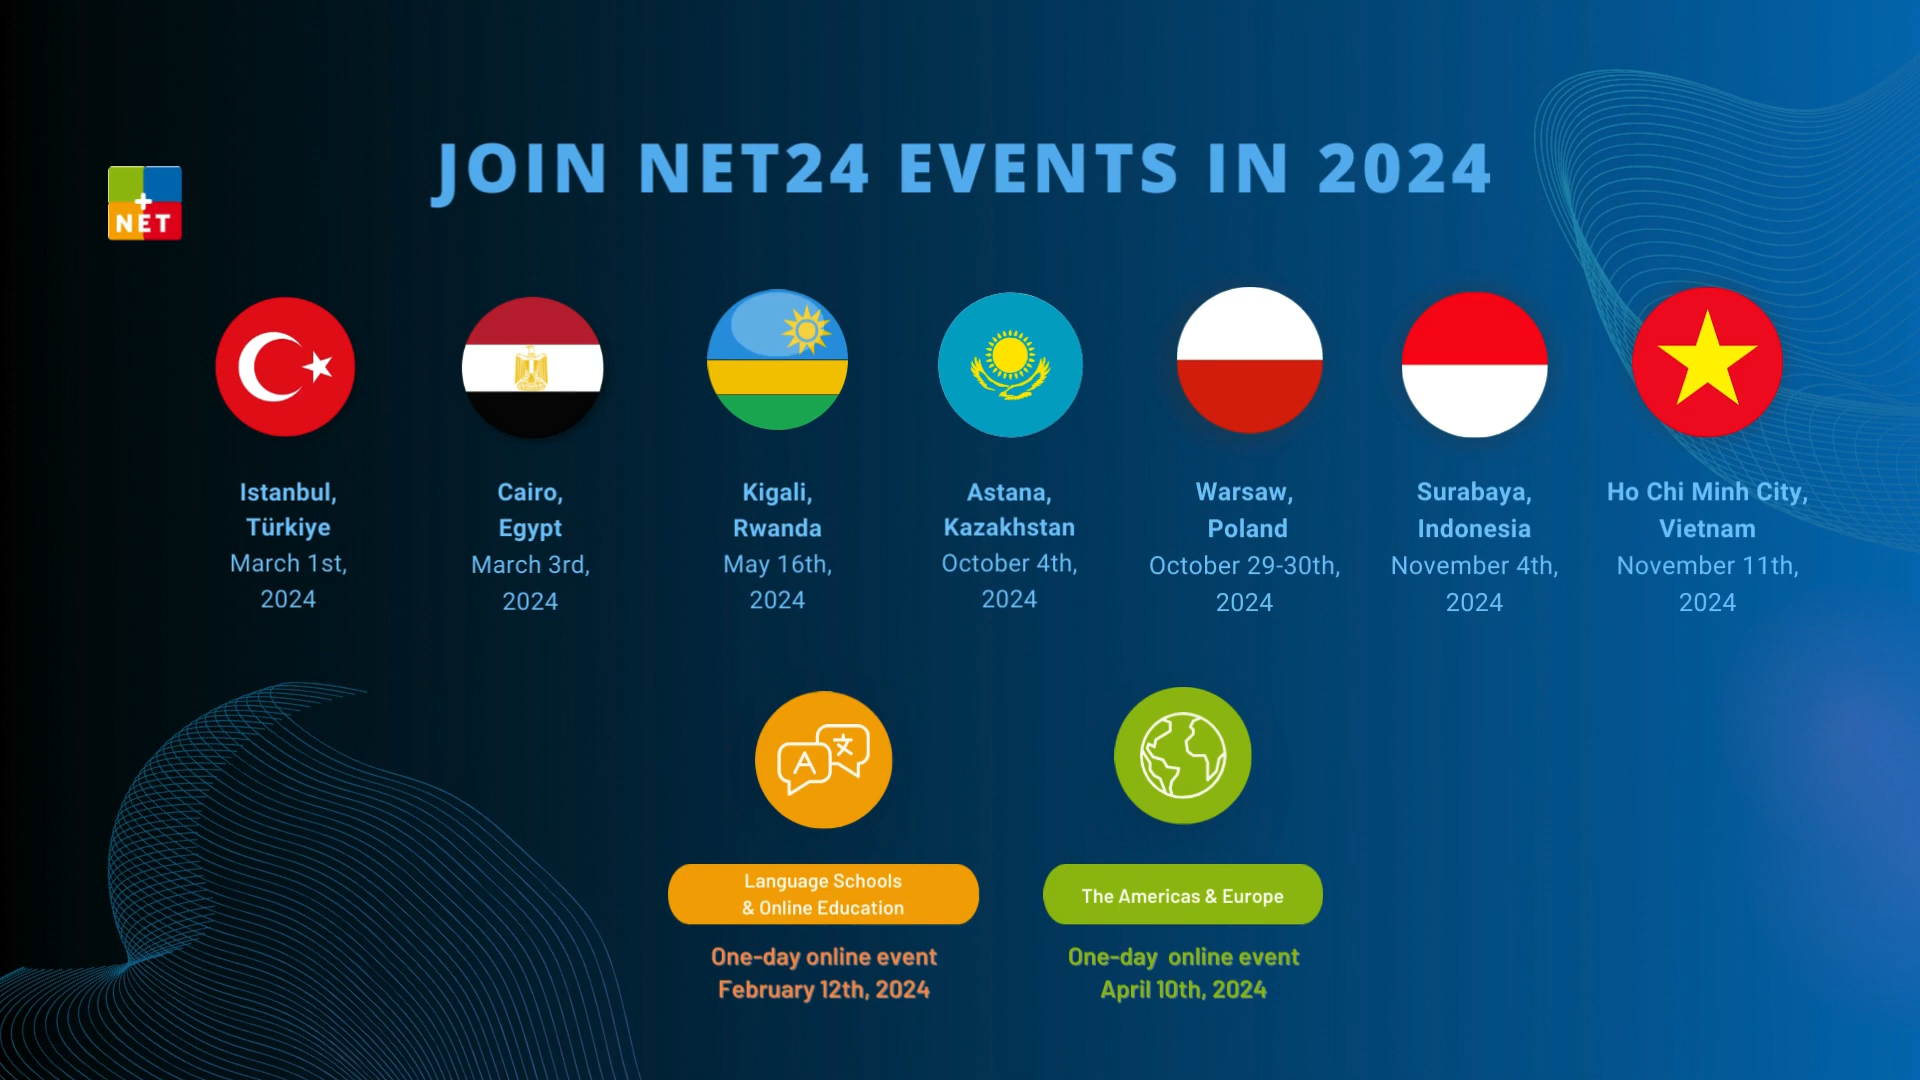 JOIN NET24 EVENTS IN 2024
+
NET
Istanbul,
Türkiye
March 1st,
2024
Cairo,
Egypt
March 3rd,
2024
Kigali,
Rwanda
May 16th,
2024
Astana,
Kazakhstan
October 4th,
2024
Warsaw,
Poland
October 29-30th,
2024
Surabaya,
Indonesia
November 4th,
2024
Ho Chi Minh City,
Vietnam
November 11th,
2024
A 文
Language Schools
& Online Education
One-day online event
February 12th, 2024
The Americas & Europe
One-day online event
April 10th, 2024